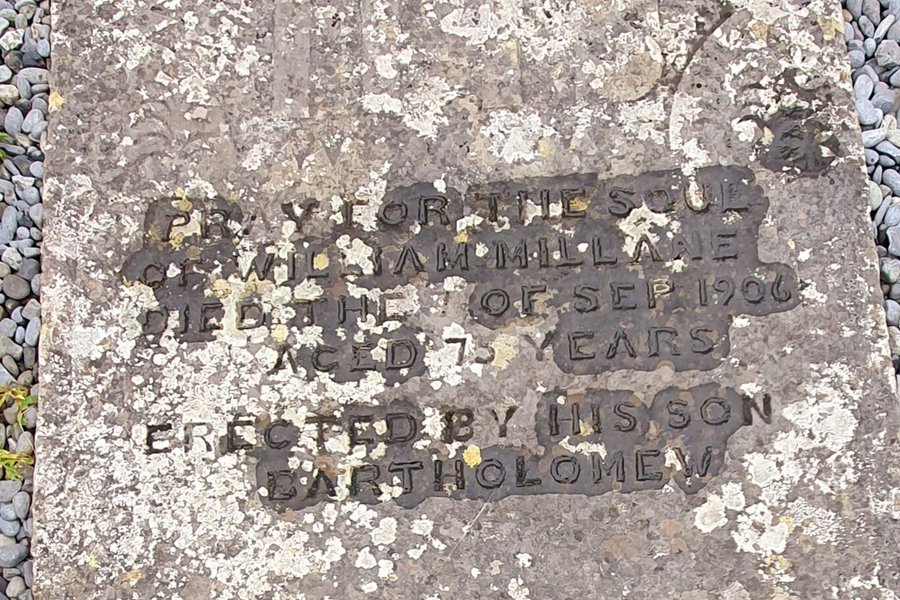 PRAY FOR THE SOUL
OF WILLIAM MILLANE
DIED THE OF SEP 1906
AGED YEARS
ERECTED BY HIS SON
BARTHOLOMEW